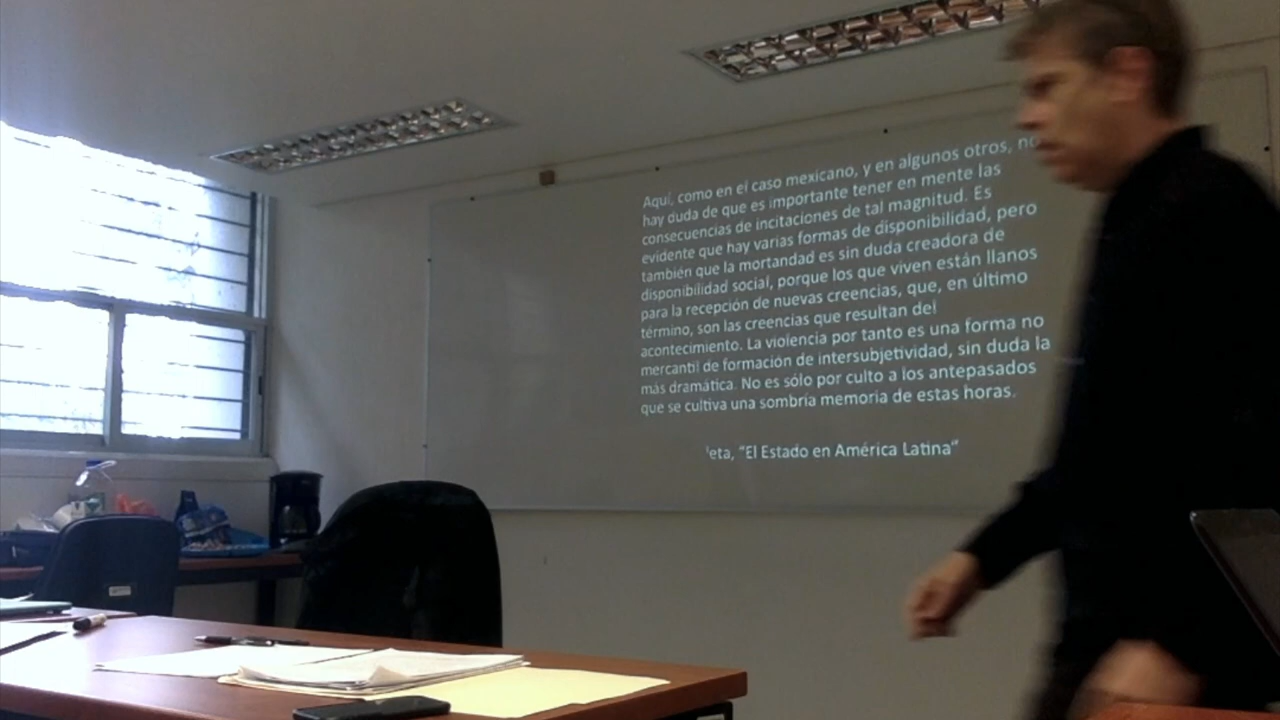 Aquí, como en el caso mexicano, y en algunos otros, no
hay duda de que es importante tener en mente las
consecuencias de incitaciones de tal magnitud. Es
evidente que hay varias formas de disponibilidad, pero
también que la mortandad es sin duda creadora de
disponibilidad social, porque los que viven están llanos
para la recepción de nuevas creencias, que, en último
término, son las creencias que resultan del
acontecimiento. La violencia por tanto es una forma no
mercantil de formación de intersubjetividad, sin duda la
más dramática. No es sólo por culto a los antepasados
que se cultiva una sombría memoria de estas horas.
"El Estado en América Latina"